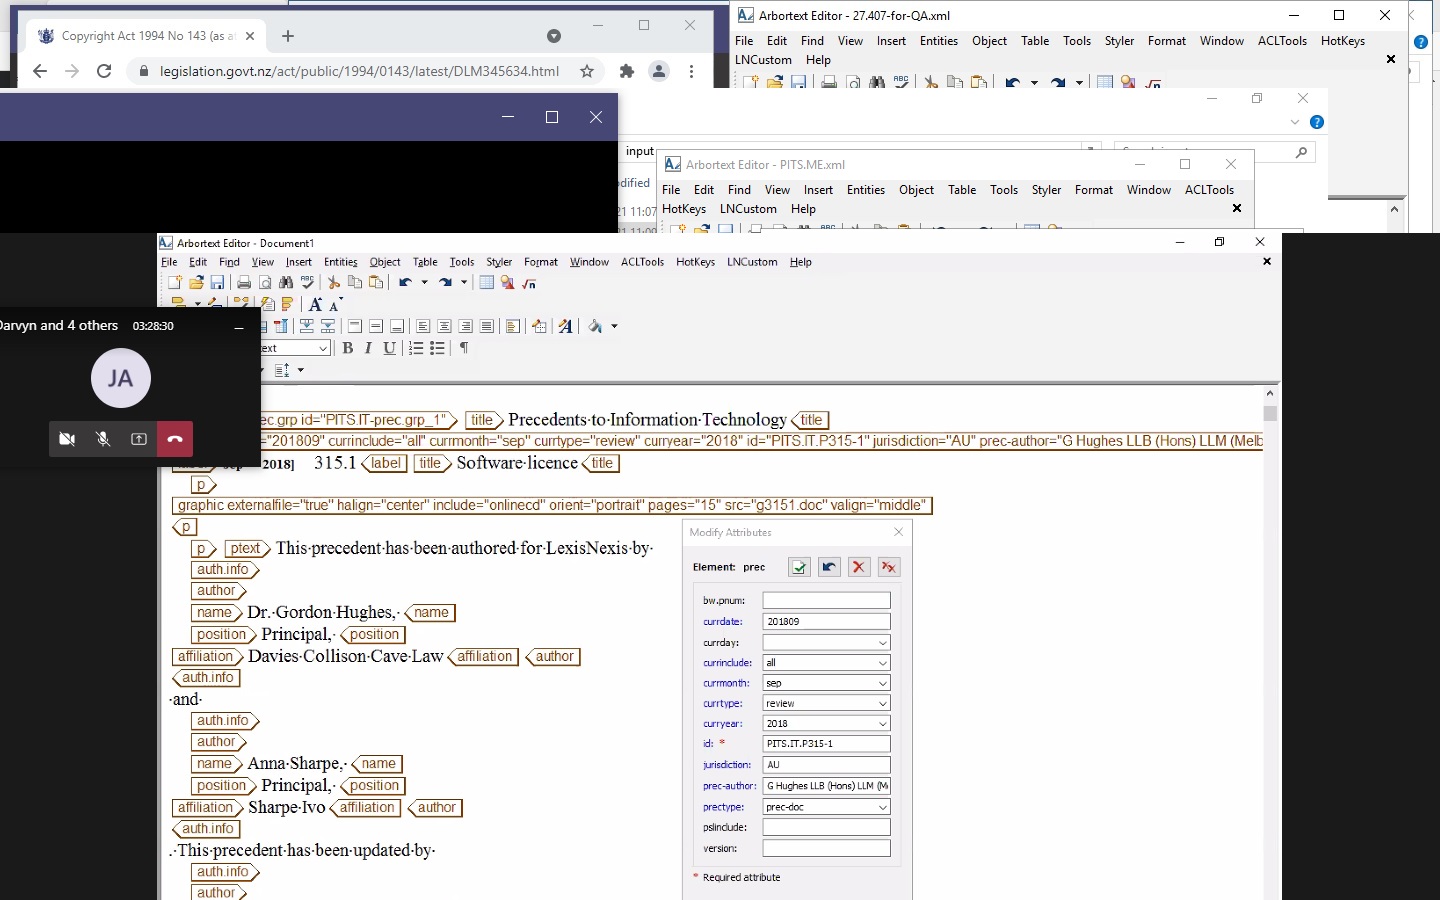 Copyright Act 1994 No 143 (as a
legislation.govt.nz/act/public/1994/0143/latest/DLM345634.html
Arbortext Editor - 27.407-for-QA.xml
File Edit Find View Insert Entities Object Table Tools Styler Format Window ACLTools HotKeys
LNCustom Help
input
odified
21 11:07
Arbortext Editor - PITS.ME.xml
File Edit Find View Insert Entities Object Table Tools Styler Format Window ACLTools
HotKeys LNCustom Help
Arbortext Editor - Document1
File Edit Find View Insert Entities Object Table Tools Styler Format Window ACLTools HotKeys LNCustom Help
Darvyn and 4 others 03:28:30
JA
ext
B I U
ec.grp id="PITS.IT-prec.grp_1" title Precedents·to·Information·Technology title
="201809" currinclude="all" currmonth="sep" currtype="review" curryear="2018" id="PITS.IT.P315-1" jurisdiction="AU" prec-author="G Hughes LLB (Hons) LLM (Melb
2018] 315.1 label title Software·licence title
p
graphic externalfile="true" halign="center" include="onlinecd" orient="portrait" pages="15" src="g3151.doc" valign="middle"
p
p ptext This·precedent·has·been·authored·for·LexisNexis·by·
auth.info
author
name Dr.·Gordon·Hughes,· name
position Principal,· position
affiliation Davies·Collison·Cave·Law affiliation author
auth.info
·and·
auth.info
author
name Anna·Sharpe,· name
position Principal,· position
affiliation Sharpe·Ivo affiliation author
auth.info
.·This·precedent·has·been·updated·by·
auth.info
author
Modify Attributes
Element: prec
bw.pnum:
currdate: 201809
currday:
currinclude: all
currmonth: sep
currtype: review
curryear: 2018
id: * PITS.IT.P315-1
jurisdiction: AU
prec-author: G Hughes LLB (Hons) LLM (M
prectype: prec-doc
pslinclude:
version:
* Required attribute